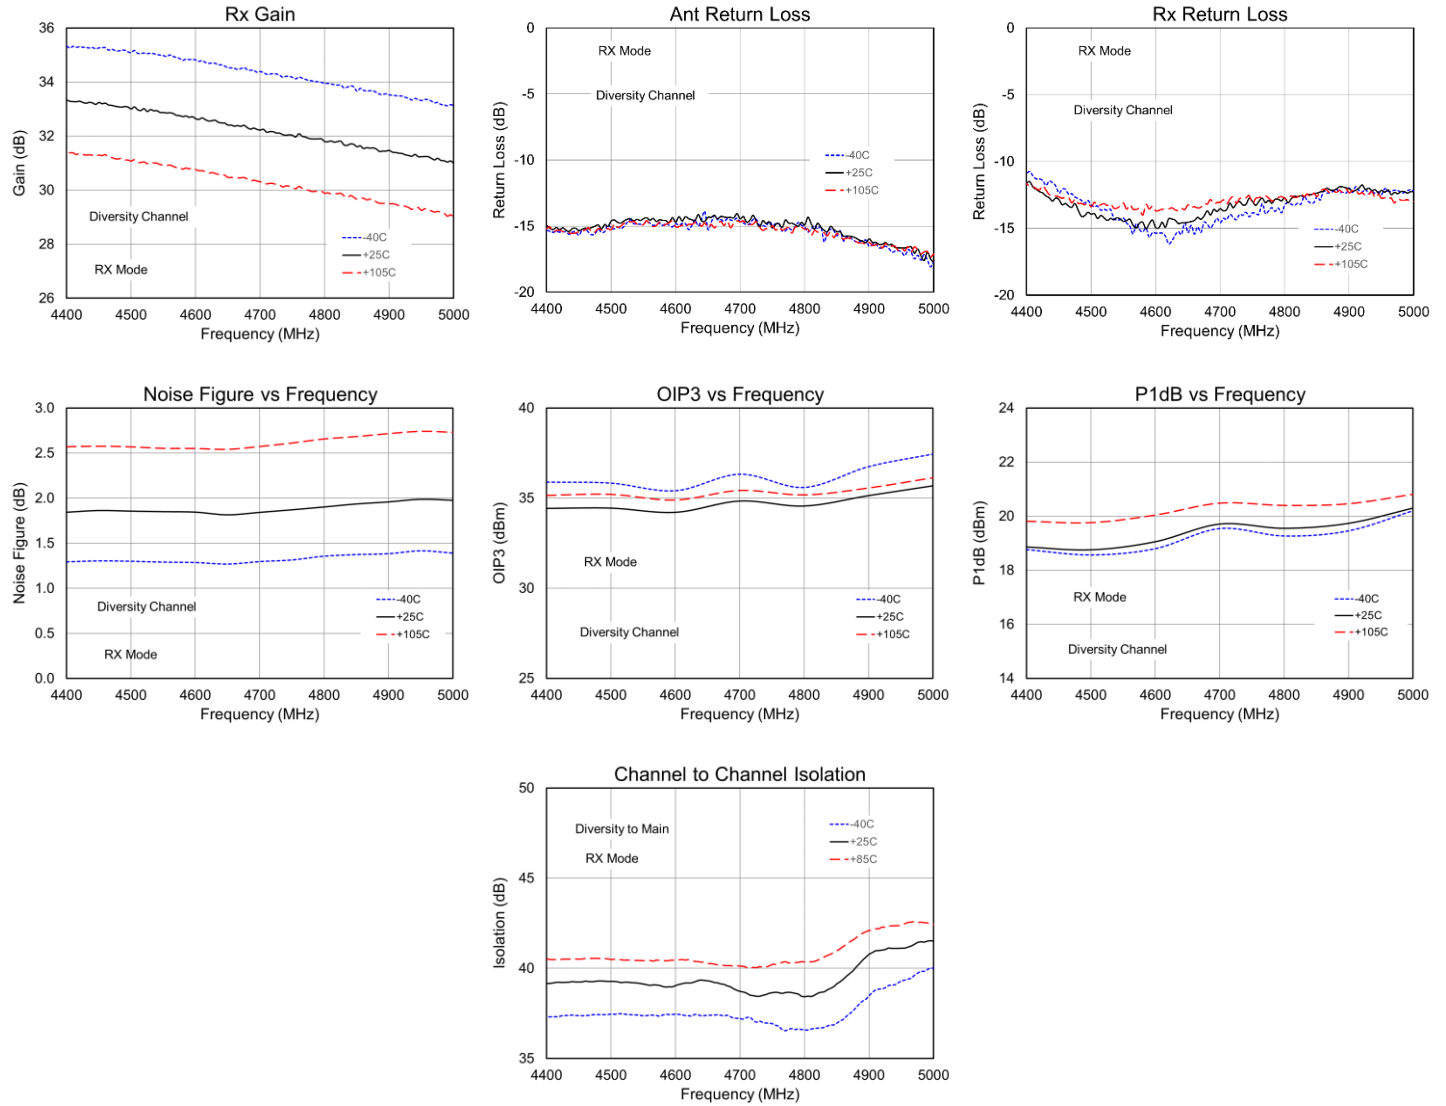 Rx Gain
36
34
32
30
28
26
Gain (dB)
Diversity Channel
RX Mode
-40C
+25C
+105C
4400 4500 4600 4700 4800 4900 5000
Frequency (MHz)
Ant Return Loss
0
-5
-10
-15
-20
Return Loss (dB)
RX Mode
Diversity Channel
-40C
+25C
+105C
4400 4500 4600 4700 4800 4900 5000
Frequency (MHz)
Rx Return Loss
0
-5
-10
-15
-20
Return Loss (dB)
RX Mode
Diversity Channel
-40C
+25C
+105C
4400 4500 4600 4700 4800 4900 5000
Frequency (MHz)
Noise Figure vs Frequency
3.0
2.5
2.0
1.5
1.0
0.5
0.0
Noise Figure (dB)
Diversity Channel
RX Mode
-40C
+25C
+105C
4400 4500 4600 4700 4800 4900 5000
Frequency (MHz)
OIP3 vs Frequency
40
35
30
25
OIP3 (dBm)
RX Mode
Diversity Channel
-40C
+25C
+105C
4400 4500 4600 4700 4800 4900 5000
Frequency (MHz)
P1dB vs Frequency
24
22
20
18
16
14
P1dB (dBm)
RX Mode
Diversity Channel
-40C
+25C
+105C
4400 4500 4600 4700 4800 4900 5000
Frequency (MHz)
Channel to Channel Isolation
50
45
40
35
Isolation (dB)
Diversity to Main
RX Mode
-40C
+25C
+85C
4400 4500 4600 4700 4800 4900 5000
Frequency (MHz)